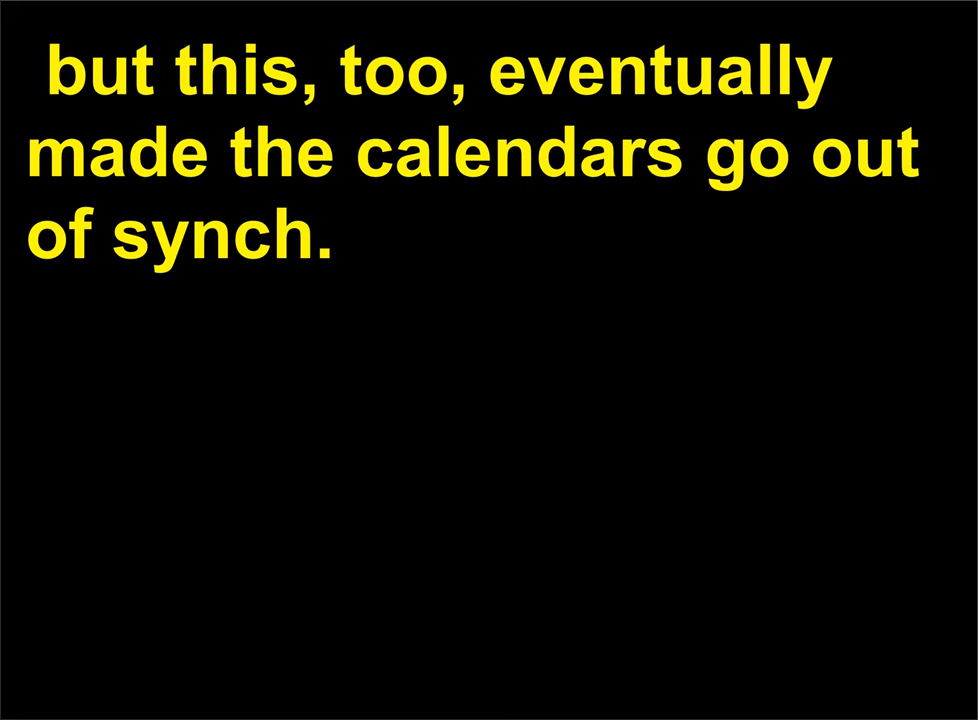 but this, too, eventually
made the calendars go out
of synch.